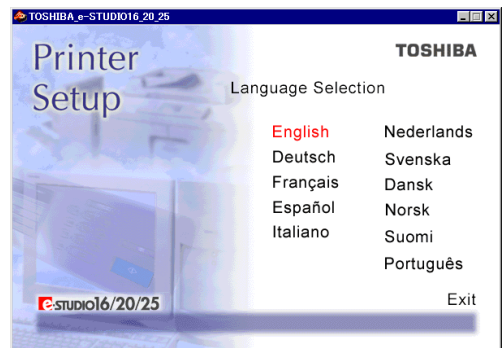 TOSHIBA_e-STUDIO16_20_25
Printer
Setup
TOSHIBA
Language Selection
English
Deutsch
Français
Español
Italiano
Nederlands
Svenska
Dansk
Norsk
Suomi
Português
Exit
e-STUDIO16/20/25